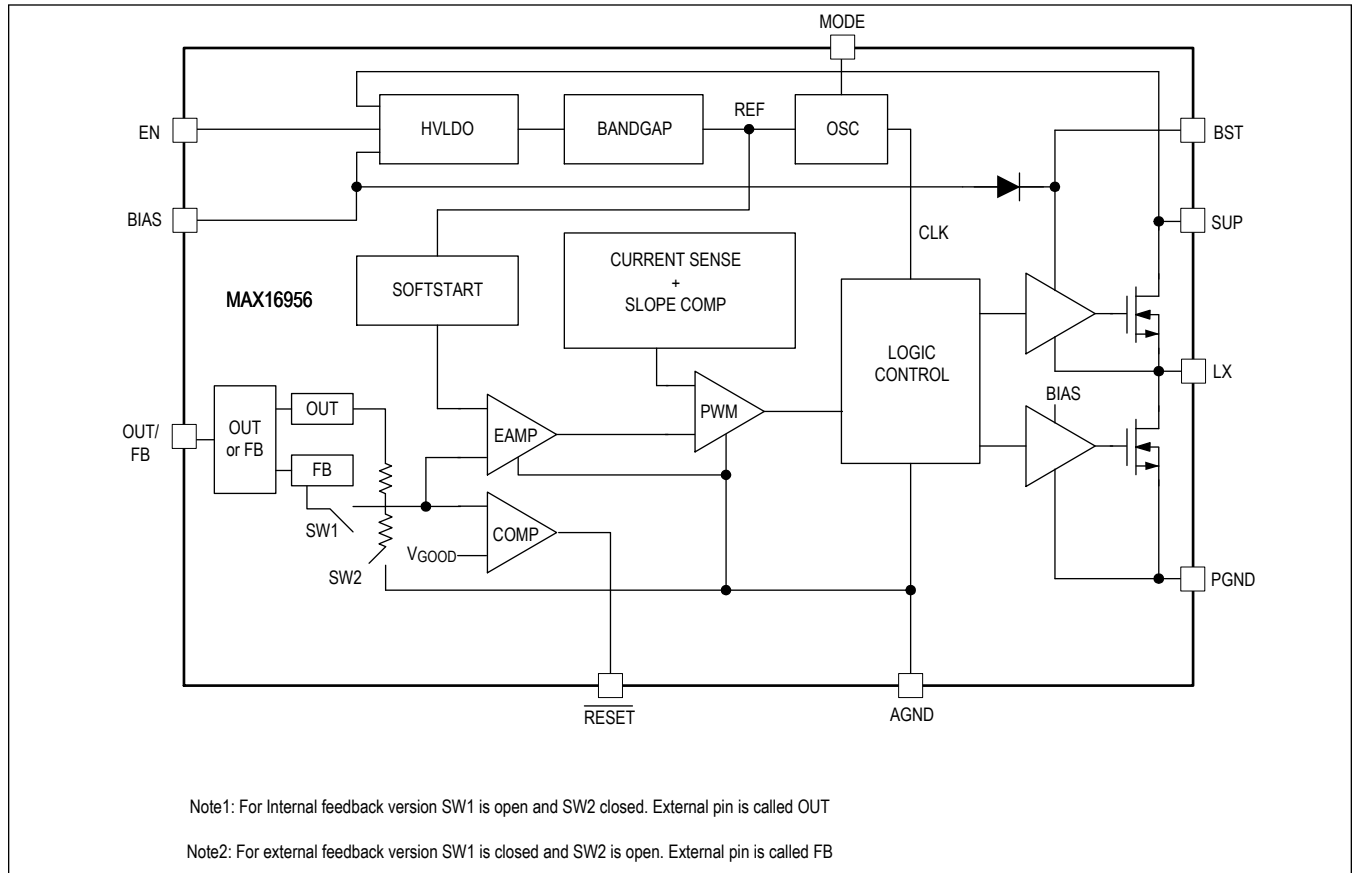 MODE
EN
HVLDO
BANDGAP
REF
OSC
BST
BIAS
SUP
CLK
MAX16956
SOFTSTART
CURRENT SENSE
+
SLOPE COMP
LOGIC
CONTROL
LX
OUT/
FB
OUT
or FB
OUT
FB
SW1
SW2
EAMP
PWM
BIAS
COMP
VGOOD
PGND
RESET
AGND
Note1: For Internal feedback version SW1 is open and SW2 closed. External pin is called OUT
Note2: For external feedback version SW1 is closed and SW2 is open. External pin is called FB